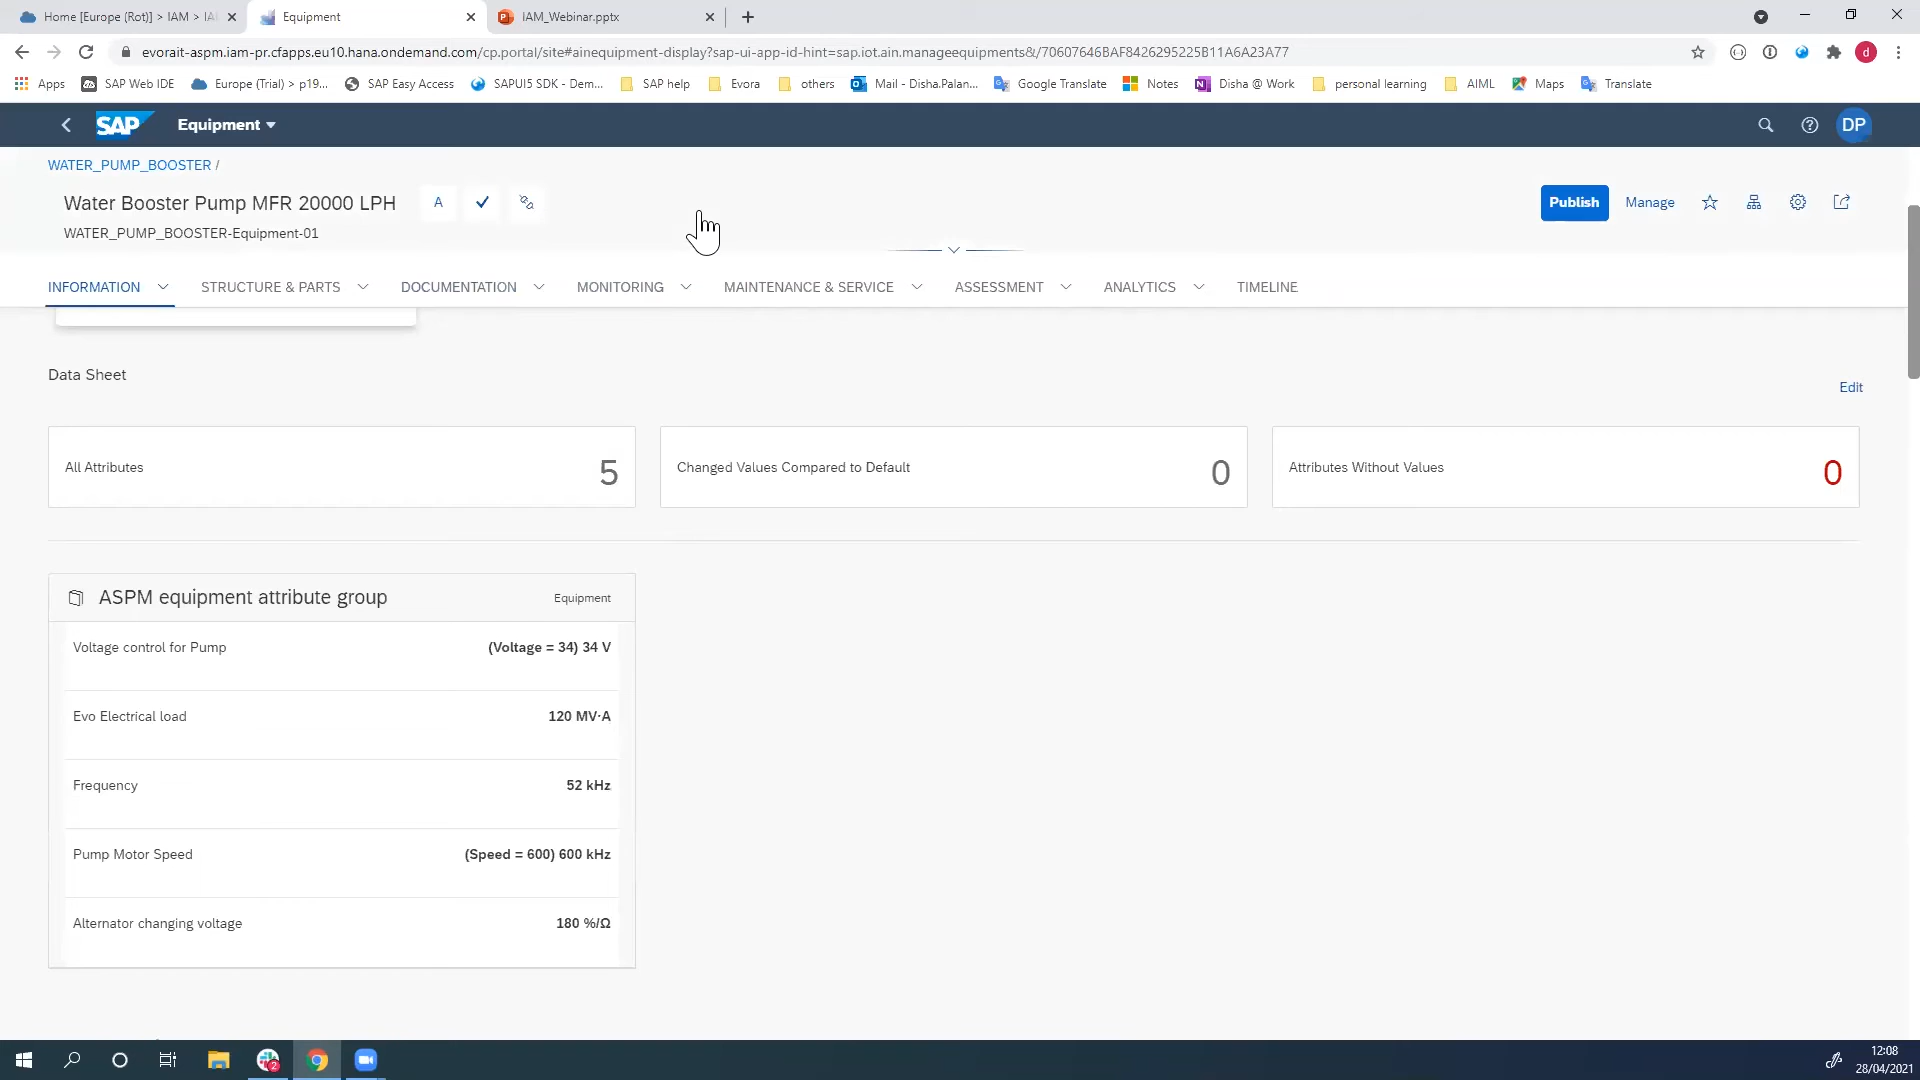 Home [Europe (Rot)] > IAM > IA
Equipment
IAM_Webinar.pptx
evorait-aspm.iam-pr.cfapps.eu10.hana.ondemand.com/cp.portal/site#ainequipment-display?sap-ui-app-id-hint=sap.iot.ain.manageequipments&/70607646BAF8426295225B11A6A23A77
d
Apps
SAP Web IDE
Europe (Trial) > p19...
SAP Easy Access
SAPUI5 SDK - Dem...
SAP help
Evora
others
Mail - Disha.Palan...
Google Translate
Notes
Disha @ Work
personal learning
AIML
Maps
Translate
SAP
Equipment
DP
WATER_PUMP_BOOSTER /
Water Booster Pump MFR 20000 LPH
A
Publish
Manage
WATER_PUMP_BOOSTER-Equipment-01
INFORMATION
STRUCTURE & PARTS
DOCUMENTATION
MONITORING
MAINTENANCE & SERVICE
ASSESSMENT
ANALYTICS
TIMELINE
Data Sheet
Edit
All Attributes
5
Changed Values Compared to Default
0
Attributes Without Values
0
ASPM equipment attribute group
Equipment
Voltage control for Pump
(Voltage = 34) 34 V
Evo Electrical load
120 MV·A
Frequency
52 kHz
Pump Motor Speed
(Speed = 600) 600 kHz
Alternator changing voltage
180 %/Ω
2
12:08
28/04/2021